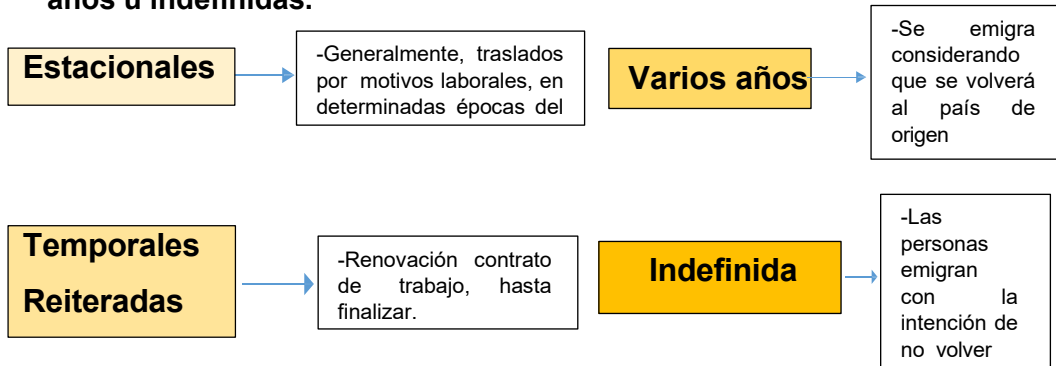 años u indefinidas.
Estacionales
-Generalmente, traslados
por motivos laborales, en
determinadas épocas del
Varios años
-Se emigra
considerando
que se volverá
al país de
origen
Temporales
Reiteradas
-Renovación contrato
de trabajo, hasta
finalizar.
Indefinida
-Las
personas
emigran
con la
intención de
no volver